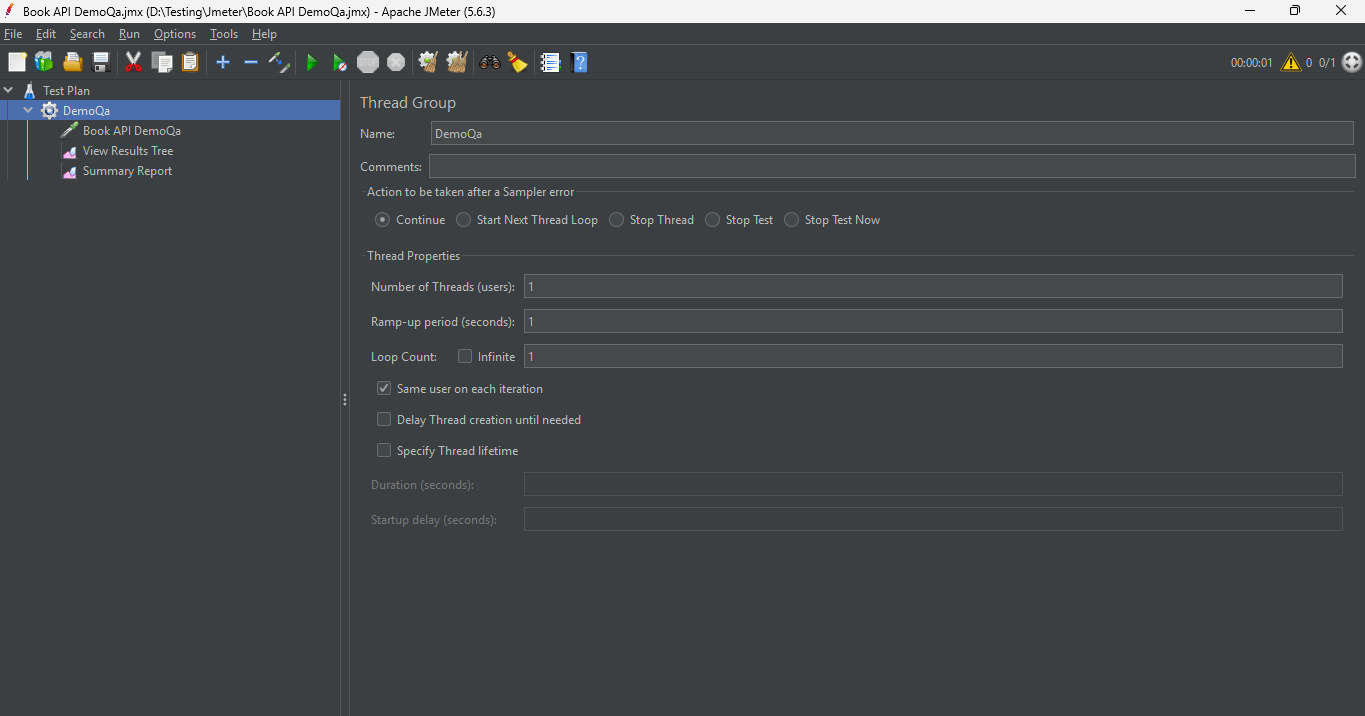 Book API DemoQa.jmx (D:\Testing\Jmeter\Book API DemoQa.jmx) - Apache JMeter (5.6.3)
File Edit Search Run Options Tools Help
STOP 00:00:01 0 0/1
Test Plan
DemoQa
Book API DemoQa
View Results Tree
Summary Report
Thread Group
Name: DemoQa
Comments:
Action to be taken after a Sampler error
Continue Start Next Thread Loop Stop Thread Stop Test Stop Test Now
Thread Properties
Number of Threads (users): 1
Ramp-up period (seconds): 1
Loop Count: Infinite 1
Same user on each iteration
Delay Thread creation until needed
Specify Thread lifetime
Duration (seconds):
Startup delay (seconds):